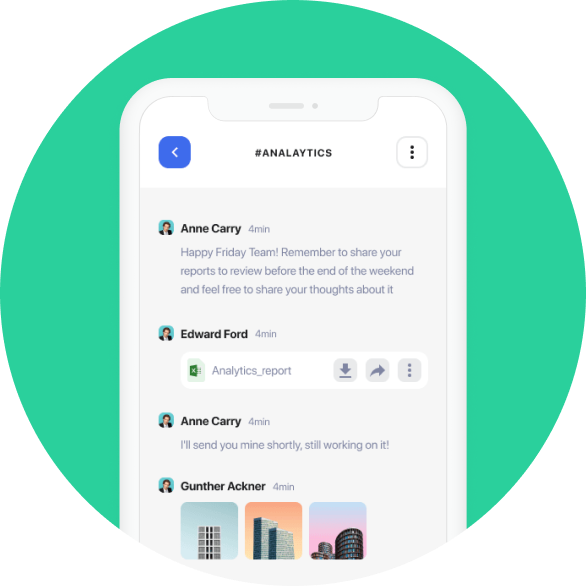 #ANALAYTICS
Anne Carry 4min
Happy Friday Team! Remember to share your
reports to review before the end of the weekend
and feel free to share your thoughts about it
Edward Ford 4min
Analytics_report
Anne Carry 4min
I'll send you mine shortly, still working on it!
Gunther Ackner 4min